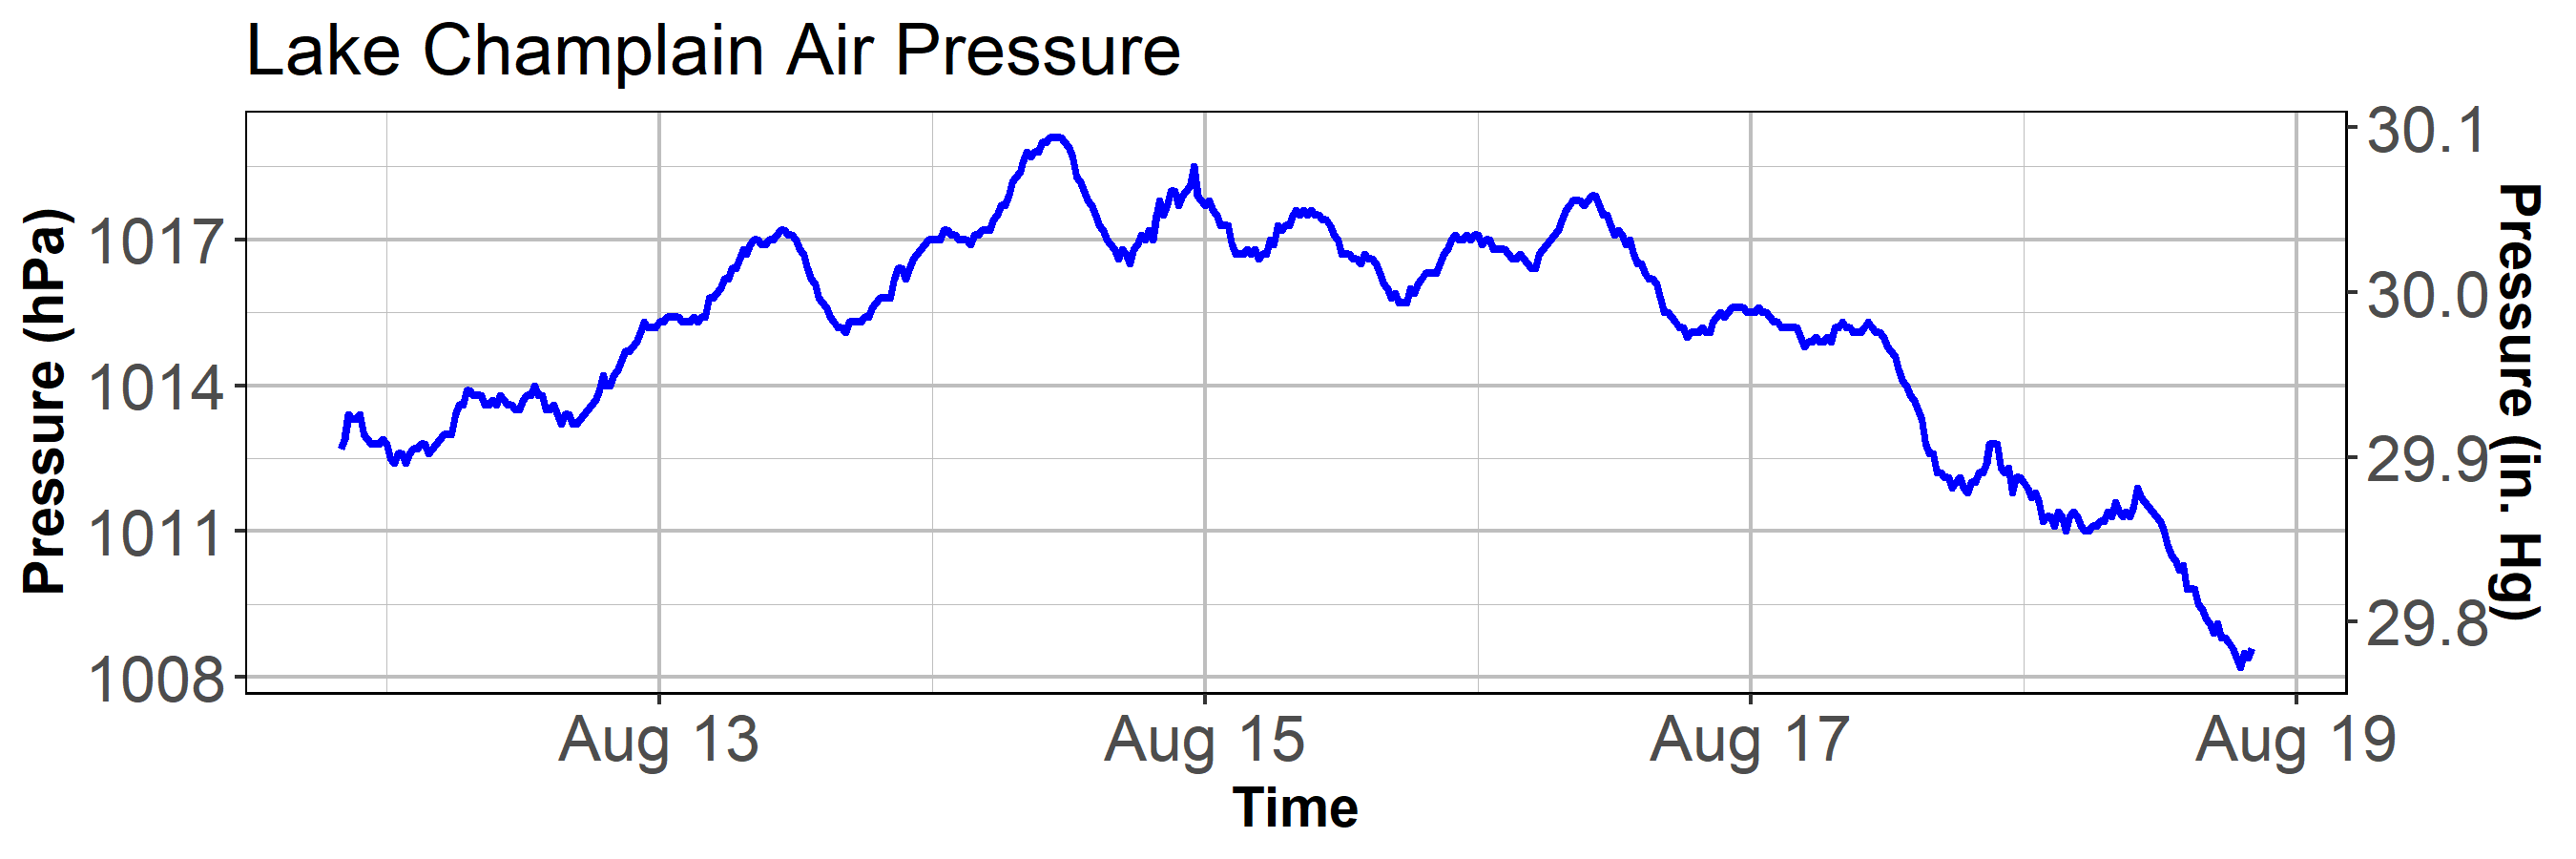 Lake Champlain Air Pressure
Pressure (hPa)
1017
1014
1011
1008
30.1
30.0
29.9
29.8
Pressure (in. Hg)
Aug 13
Aug 15
Aug 17
Aug 19
Time